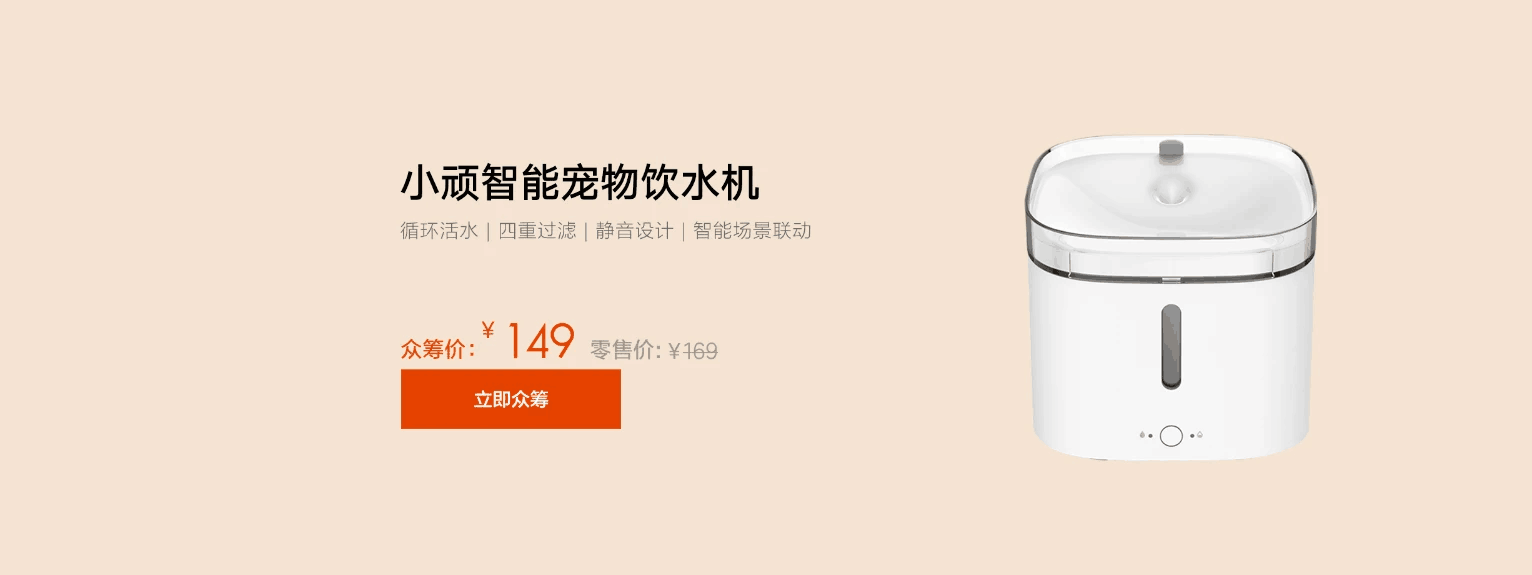 小顽智能宠物饮水机
循环活水 | 四重过滤 | 静音设计 | 智能场景联动
众筹价: ¥ 149 零售价: ¥169
立即众筹